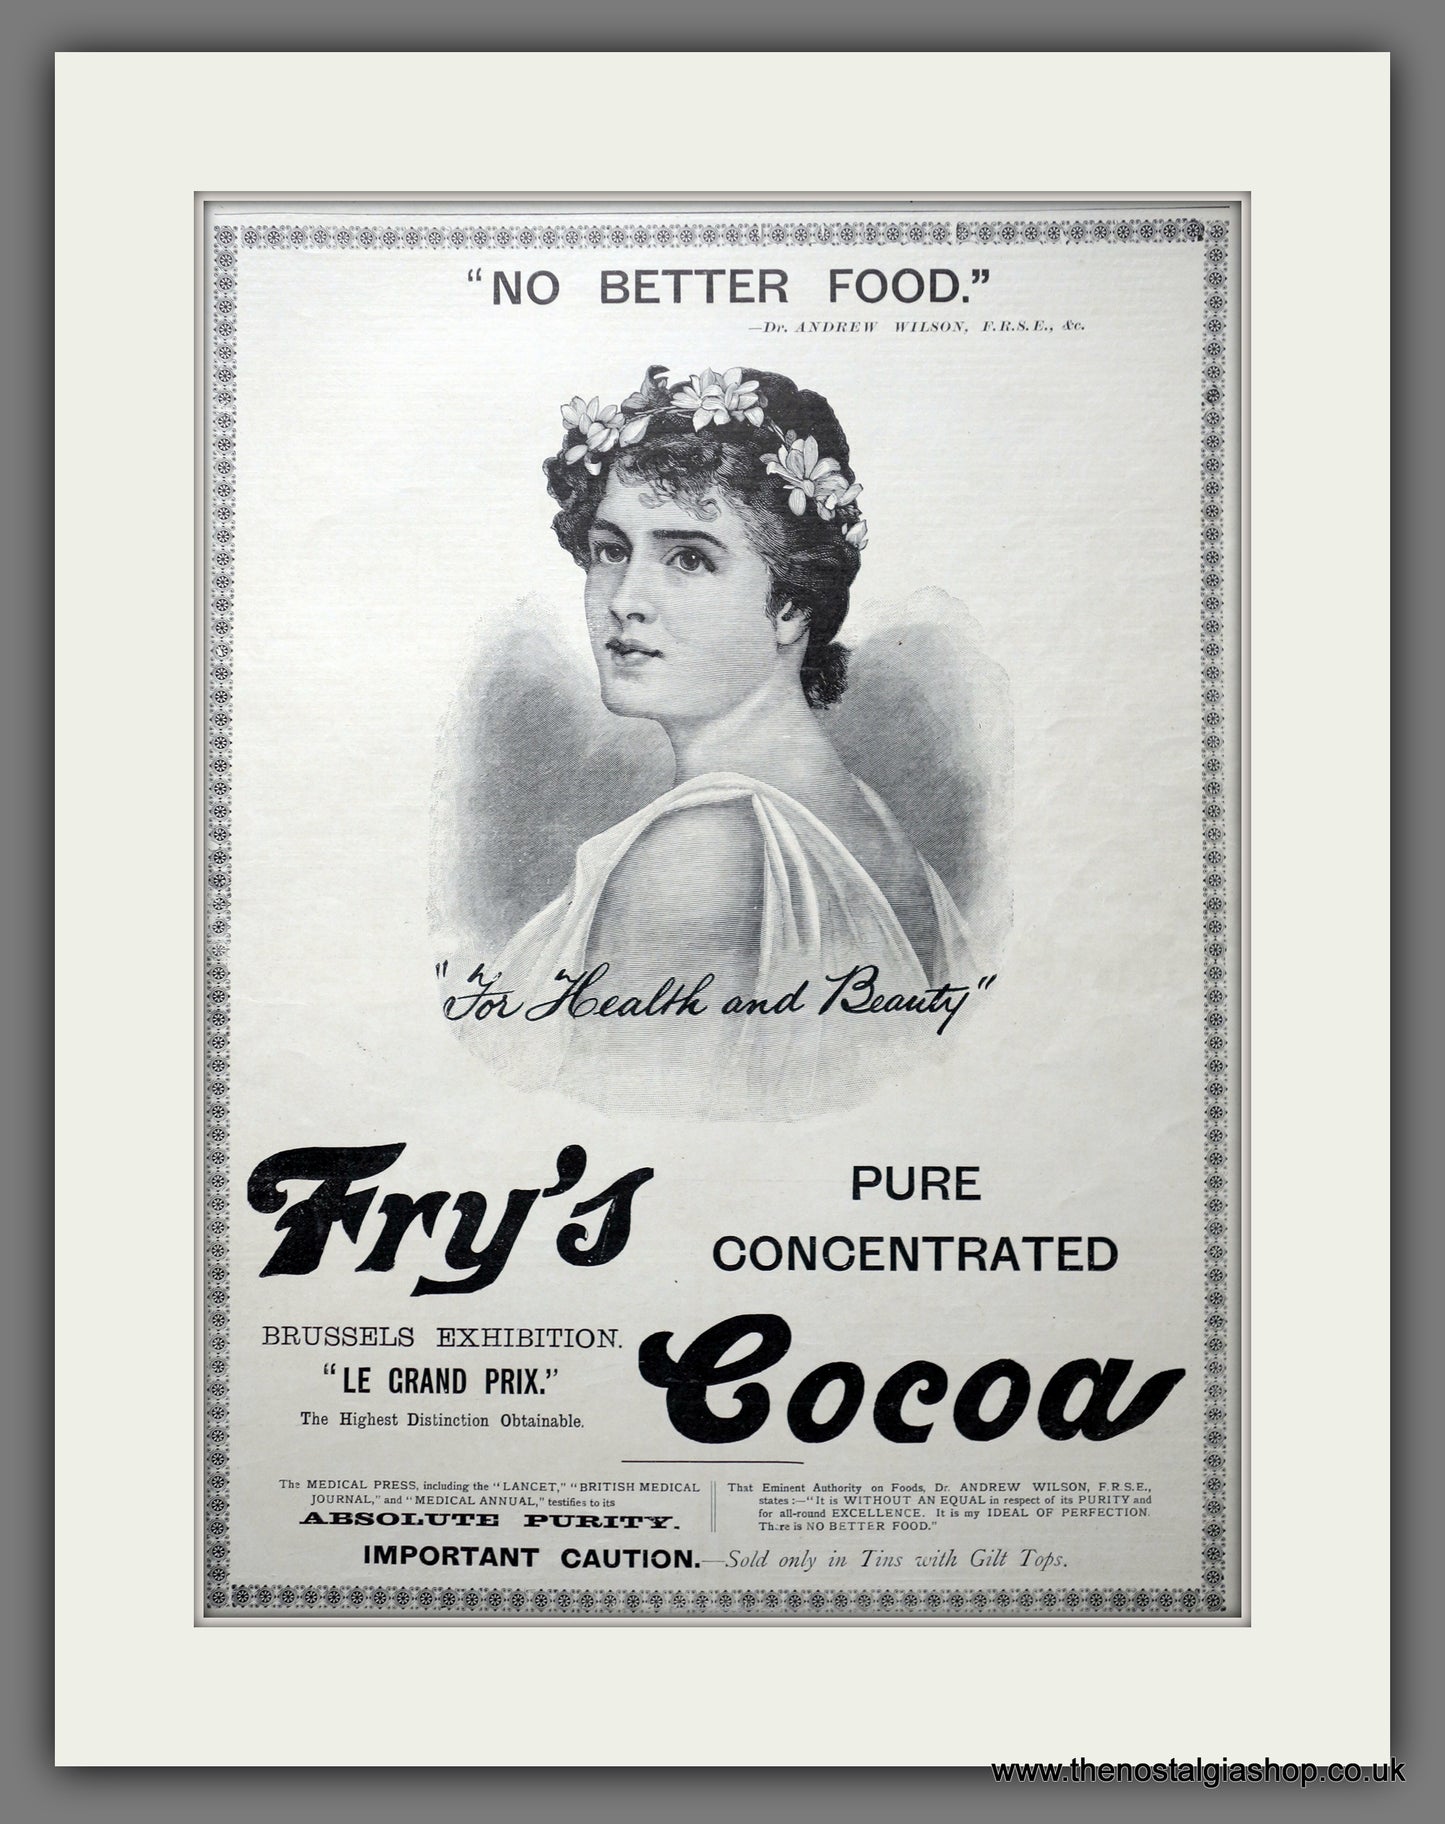 “NO BETTER FOOD.”
—Dr. ANDREW WILSON, F.R.S.E., &c.
"For Health and Beauty"
Fry's
PURE
CONCENTRATED
Cocoa
BRUSSELS EXHIBITION.
“LE GRAND PRIX.”
The Highest Distinction Obtainable.
The MEDICAL PRESS, including the “LANCET,” “BRITISH MEDICAL
JOURNAL,” and “MEDICAL ANNUAL,” testifies to its
ABSOLUTE PURITY.
That Eminent Authority on Foods, Dr. ANDREW WILSON, F.R.S.E.,
states :—“It is WITHOUT AN EQUAL in respect of its PURITY and
for all-round EXCELLENCE. It is my IDEAL OF PERFECTION.
There is NO BETTER FOOD.”
IMPORTANT CAUTION.—Sold only in Tins with Gilt Tops.
www.thenostalgiashop.co.uk